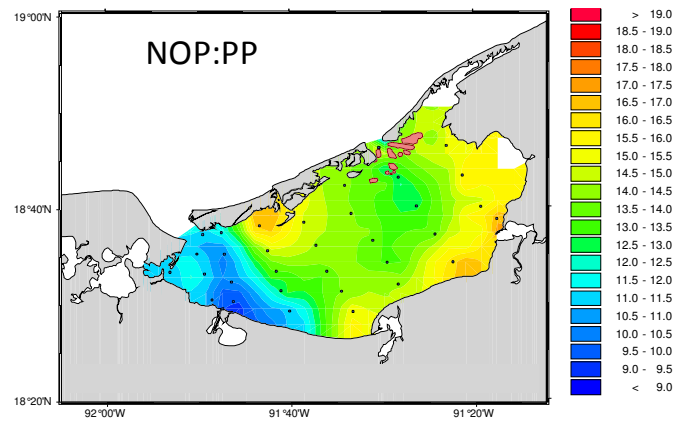 NOP:PP
19°00'N
18°40'N
18°20'N
92°00'W
91°40'W
91°20'W
> 19.0
18.5 - 19.0
18.0 - 18.5
17.5 - 18.0
17.0 - 17.5
16.5 - 17.0
16.0 - 16.5
15.5 - 16.0
15.0 - 15.5
14.5 - 15.0
14.0 - 14.5
13.5 - 14.0
13.0 - 13.5
12.5 - 13.0
12.0 - 12.5
11.5 - 12.0
11.0 - 11.5
10.5 - 11.0
10.0 - 10.5
9.5 - 10.0
9.0 - 9.5
< 9.0